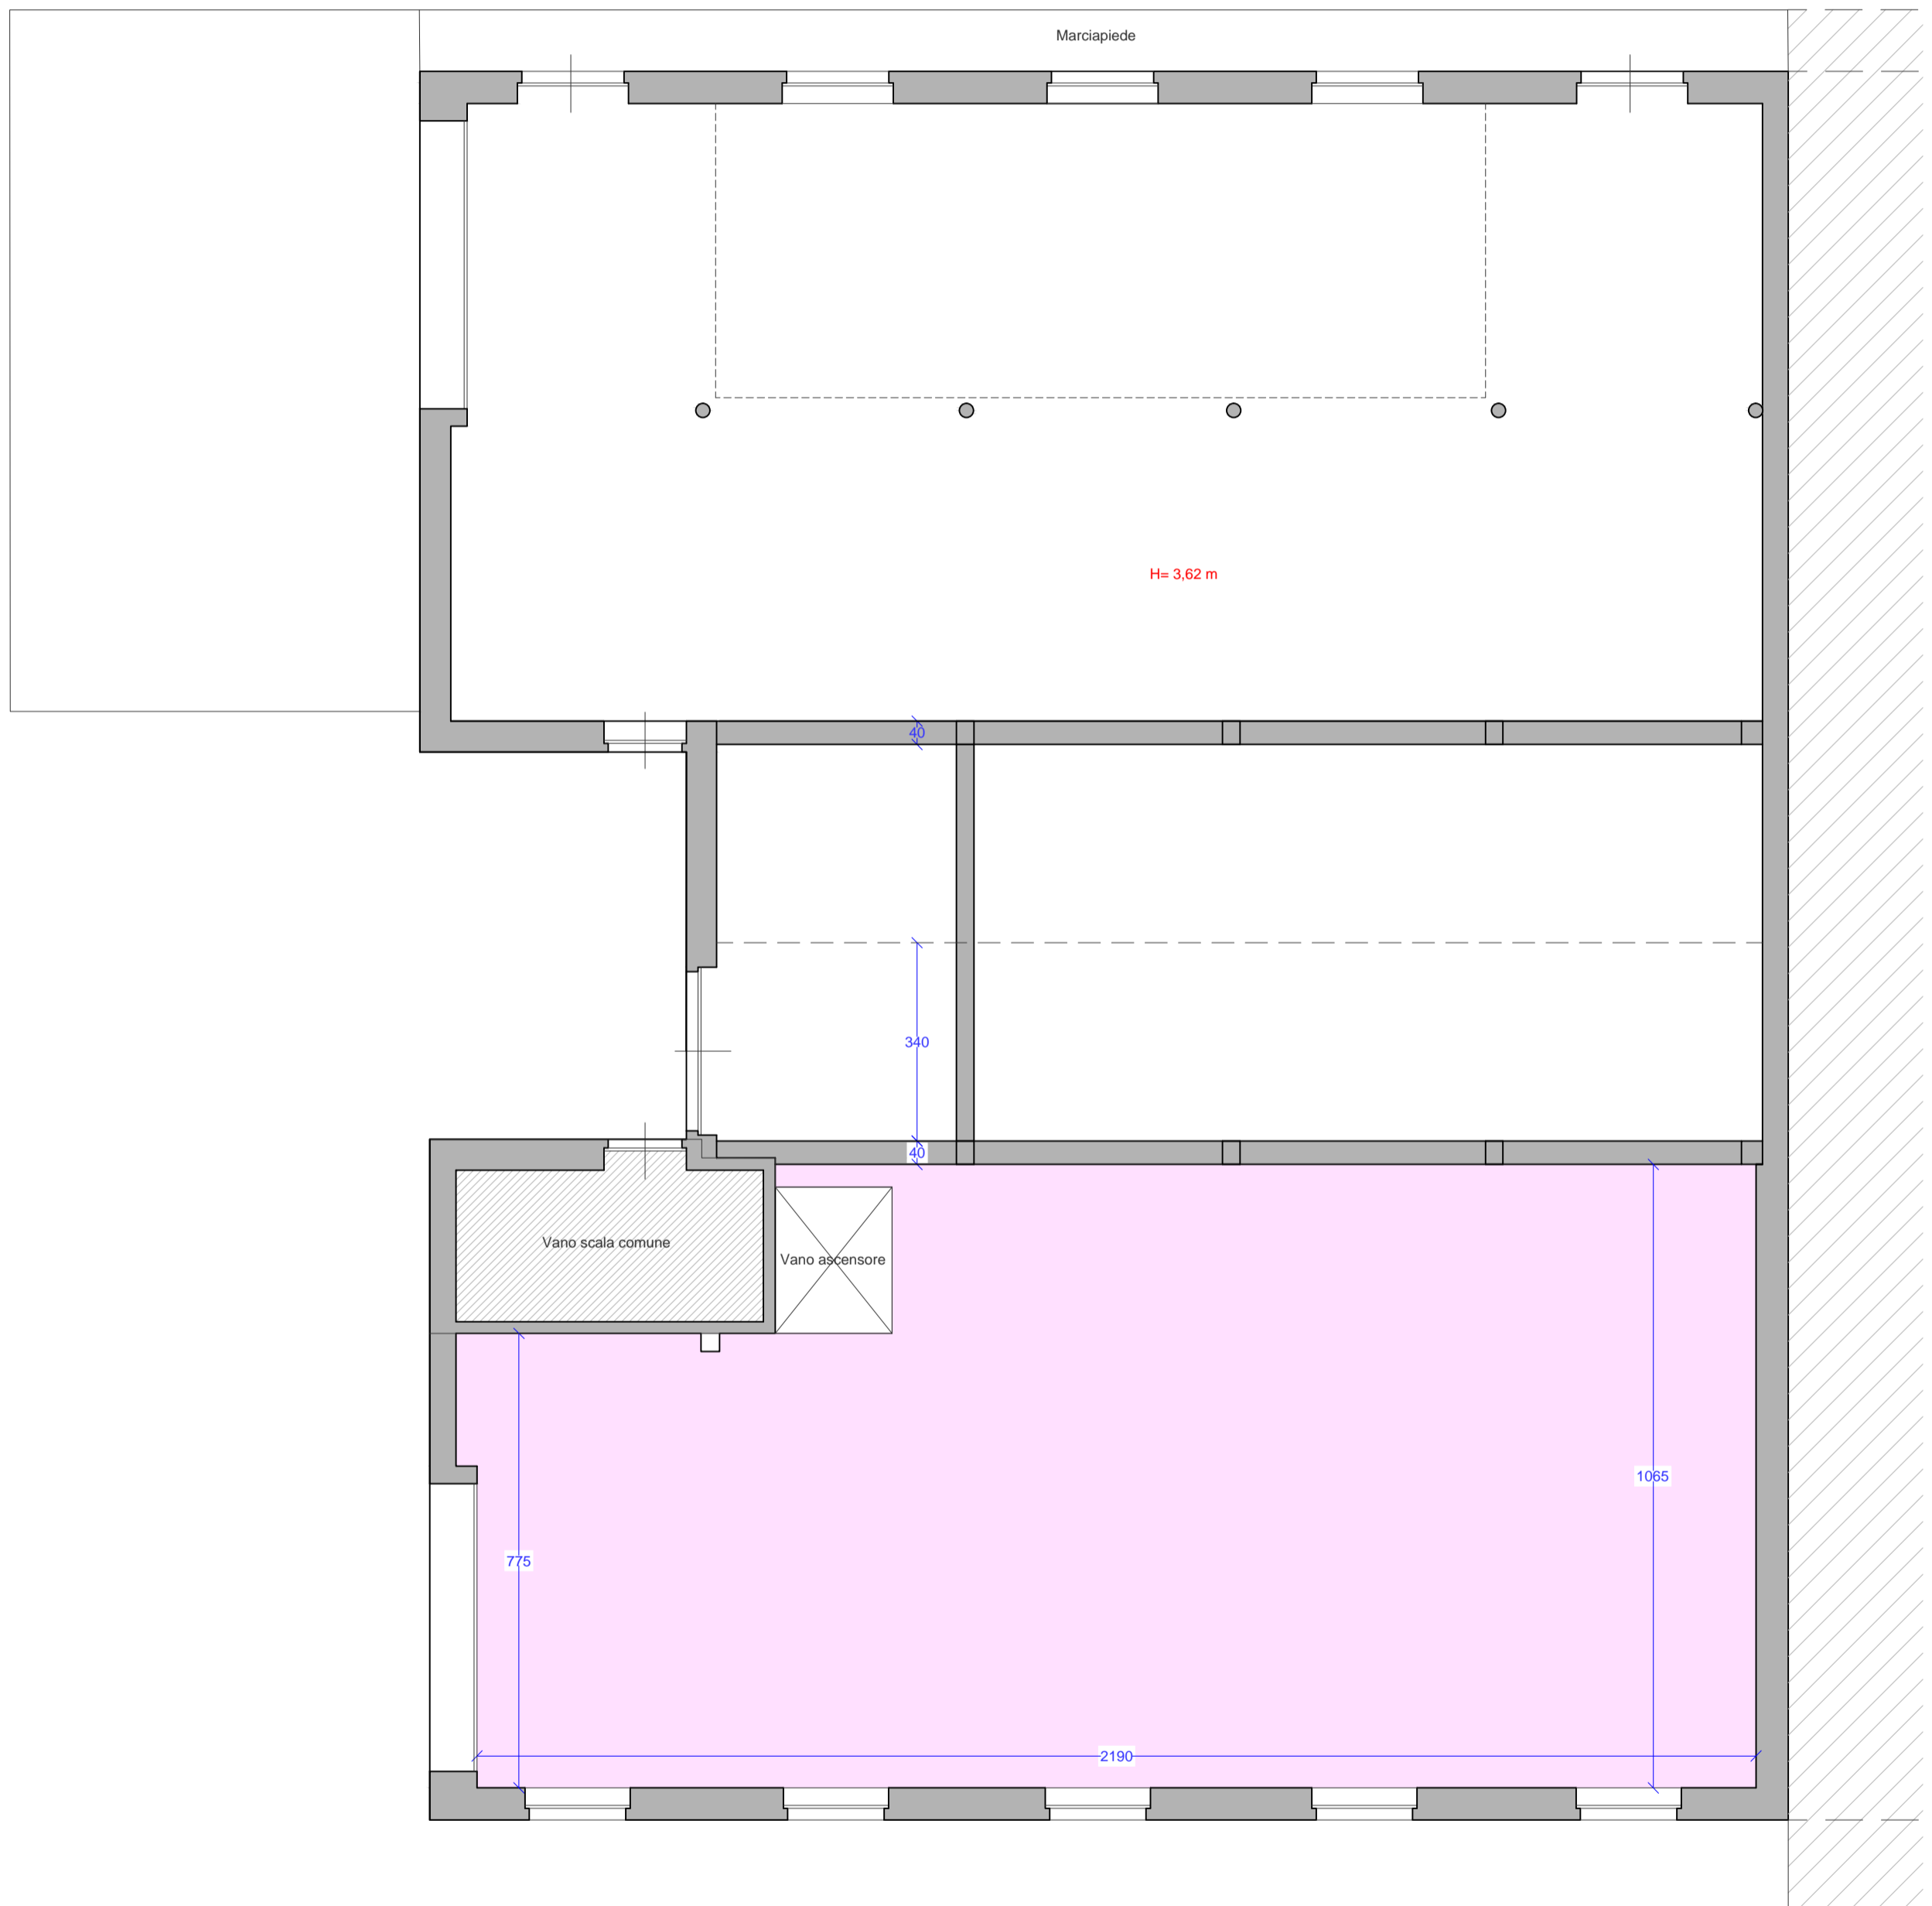 Marciapiede
H= 3,62 m
40
340
40
Vano scala comune
Vano ascensore
1065
775
2190